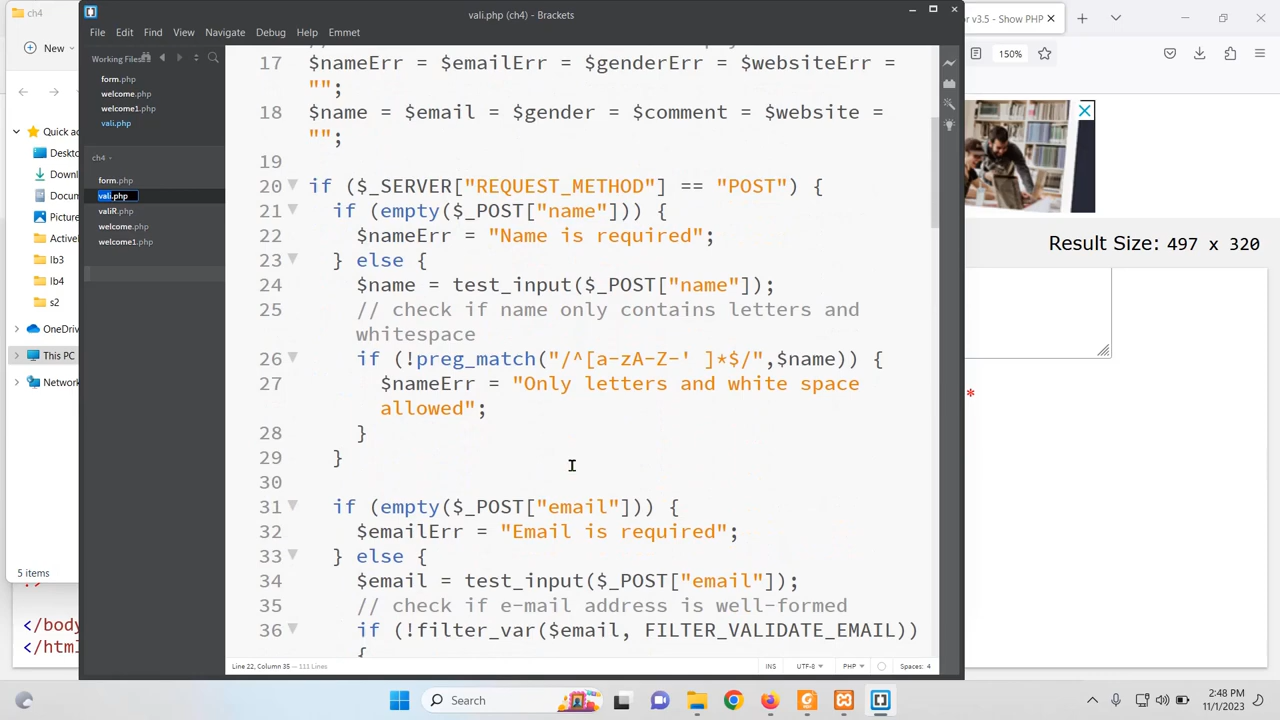 ch4
vali.php (ch4) - Brackets
or v3.5 - Show PHP
File Edit Find View Navigate Debug Help Emmet
New
150%
Working Files
form.php
welcome.php
welcome1.php
vali.php
ch4
form.php
vali.php
valiR.php
welcome.php
welcome1.php
Quick ac
Deskto
Downl
Docum
Picture
ActiveP
lb3
lb4
s2
OneDriv
This PC
Network
5 items
</body
</html
17 $nameErr = $emailErr = $genderErr = $websiteErr =
"";
18 $name = $email = $gender = $comment = $website =
"";
19
20 if ($_SERVER["REQUEST_METHOD"] == "POST") {
21 if (empty($_POST["name"])) {
22 $nameErr = "Name is required";
23 } else {
24 $name = test_input($_POST["name"]);
25 // check if name only contains letters and
whitespace
26 if (!preg_match("/^[a-zA-Z-' ]*$/",$name)) {
27 $nameErr = "Only letters and white space
allowed";
28 }
29 }
30
31 if (empty($_POST["email"])) {
32 $emailErr = "Email is required";
33 } else {
34 $email = test_input($_POST["email"]);
35 // check if e-mail address is well-formed
36 if (!filter_var($email, FILTER_VALIDATE_EMAIL))
{
Result Size: 497 x 320
*
Line 22, Column 35 — 111 Lines
INS UTF-8 PHP Spaces: 4
Search
2:48 PM
11/1/2023